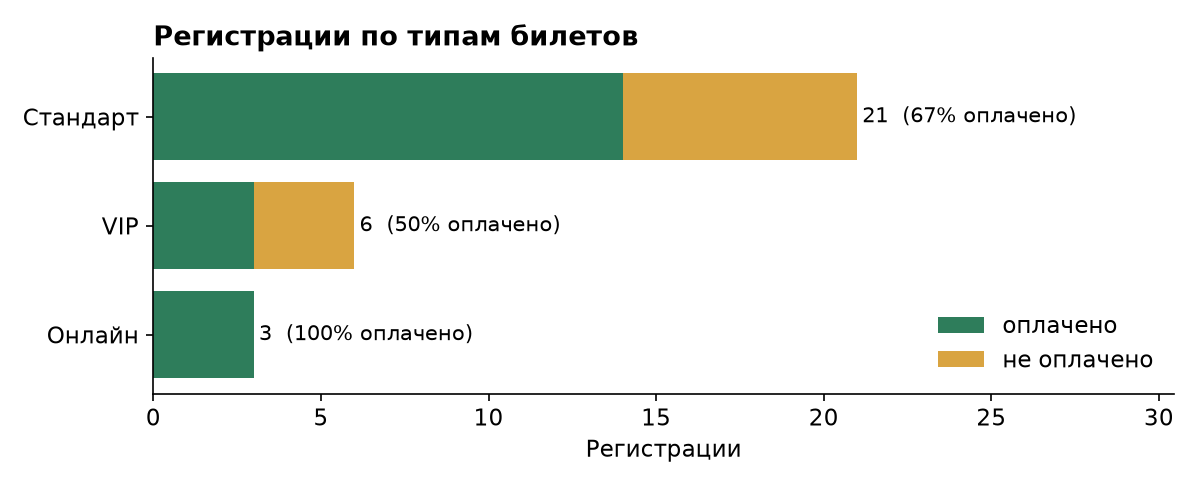 Регистрации по типам билетов
Стандарт
21 (67% оплачено)
VIP
6 (50% оплачено)
Онлайн
3 (100% оплачено)
оплачено
не оплачено
0 5 10 15 20 25 30
Регистрации